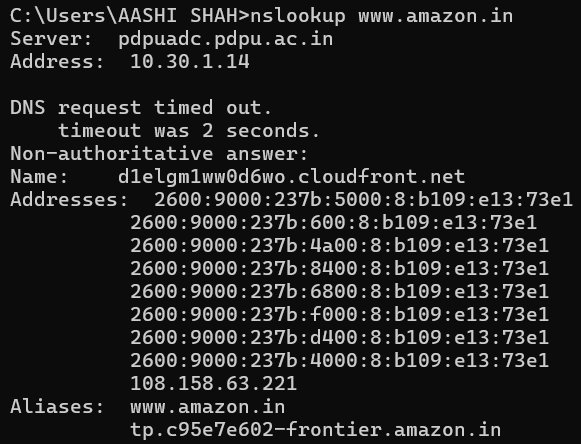 C:\Users\AASHI SHAH>nslookup www.amazon.in
Server:  pdpuadc.pdpu.ac.in
Address:  10.30.1.14

DNS request timed out.
    timeout was 2 seconds.
Non-authoritative answer:
Name:    d1elgm1ww0d6wo.cloudfront.net
Addresses:  2600:9000:237b:5000:8:b109:e13:73e1
          2600:9000:237b:600:8:b109:e13:73e1
          2600:9000:237b:4a00:8:b109:e13:73e1
          2600:9000:237b:8400:8:b109:e13:73e1
          2600:9000:237b:6800:8:b109:e13:73e1
          2600:9000:237b:f000:8:b109:e13:73e1
          2600:9000:237b:d400:8:b109:e13:73e1
          2600:9000:237b:4000:8:b109:e13:73e1
          108.158.63.221
Aliases:  www.amazon.in
          tp.c95e7e602-frontier.amazon.in